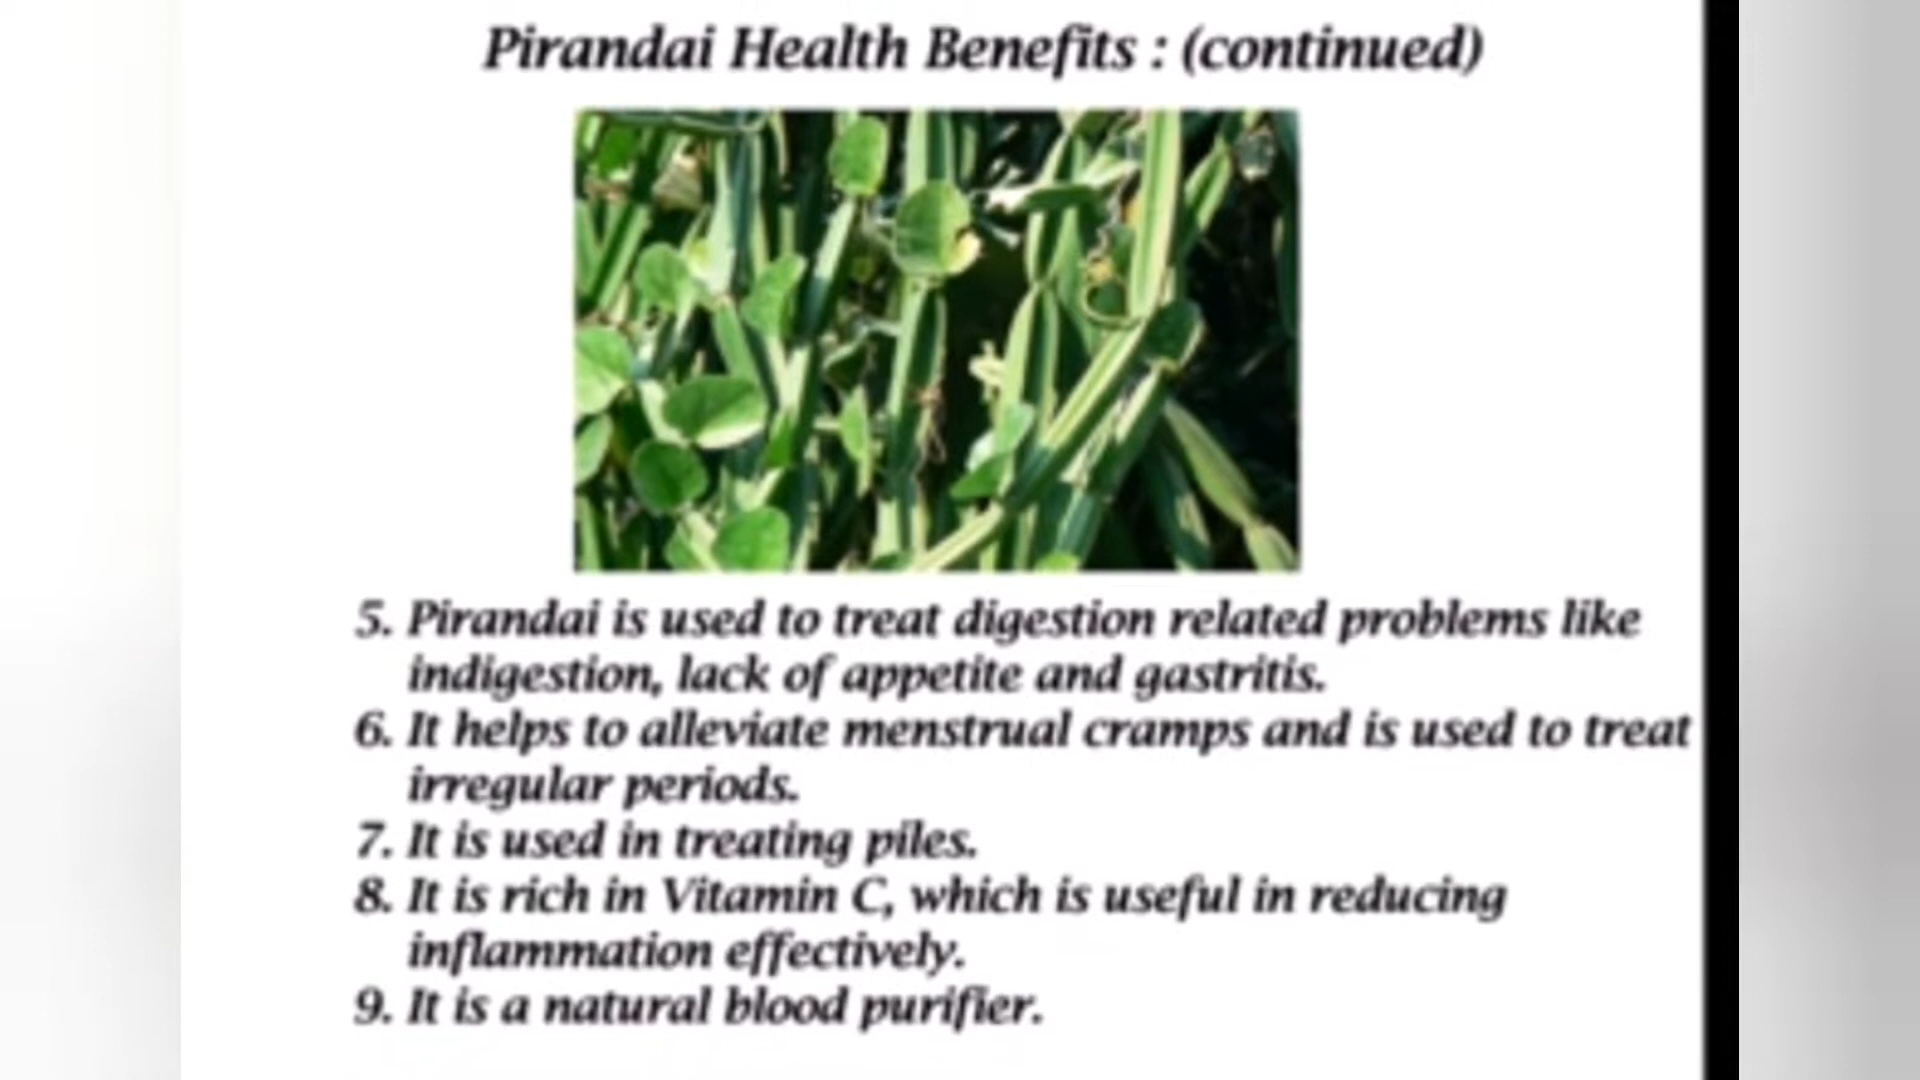 Pirandai Health Benefits : (continued)
5. Pirandai is used to treat digestion related problems like
indigestion, lack of appetite and gastritis.
6. It helps to alleviate menstrual cramps and is used to treat
irregular periods.
7. It is used in treating piles.
8. It is rich in Vitamin C, which is useful in reducing
inflammation effectively.
9. It is a natural blood purifier.